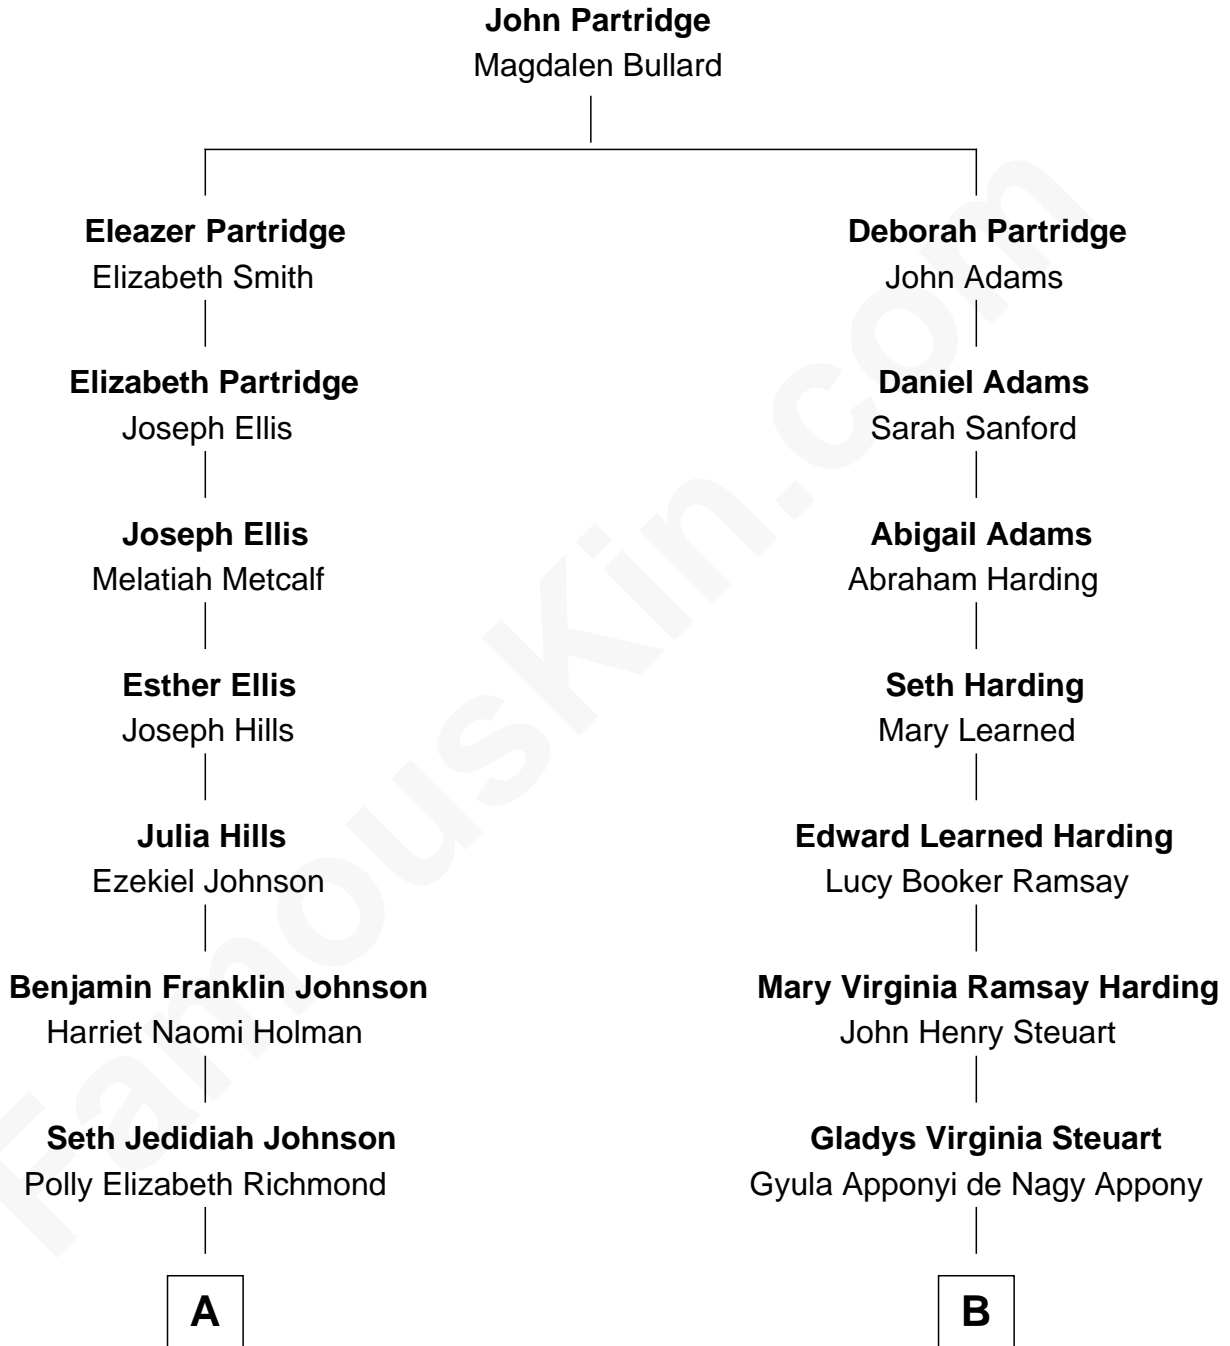 John Partridge
Magdalen Bullard
Eleazer Partridge
Elizabeth Smith
Deborah Partridge
John Adams
Elizabeth Partridge
Joseph Ellis
Daniel Adams
Sarah Sanford
Joseph Ellis
Melatiah Metcalf
Abigail Adams
Abraham Harding
Esther Ellis
Joseph Hills
Seth Harding
Mary Learned
Julia Hills
Ezekiel Johnson
Edward Learned Harding
Lucy Booker Ramsay
Benjamin Franklin Johnson
Harriet Naomi Holman
Mary Virginia Ramsay Harding
John Henry Steuart
Seth Jedidiah Johnson
Polly Elizabeth Richmond
Gladys Virginia Steuart
Gyula Apponyi de Nagy Appony
A
B
FamousKin.com